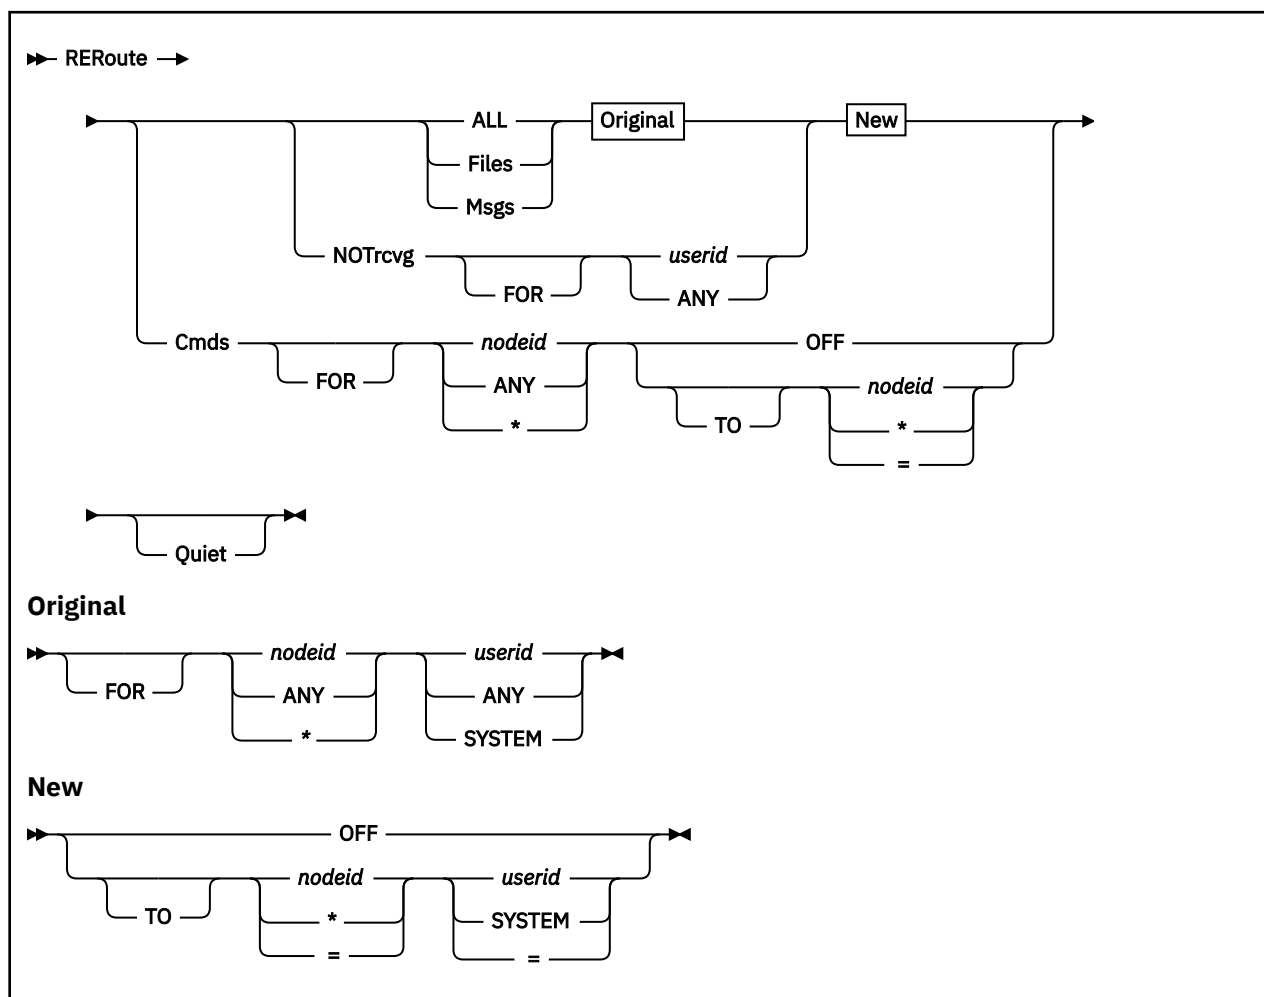 RERoute
ALL Original New
Files
Msgs
NOTrcvg userid
FOR ANY
Cmds nodeid OFF
FOR ANY nodeid
* TO *
=
Quiet
Original
nodeid userid
FOR ANY ANY
* SYSTEM
New
OFF
nodeid userid
TO * SYSTEM
= =